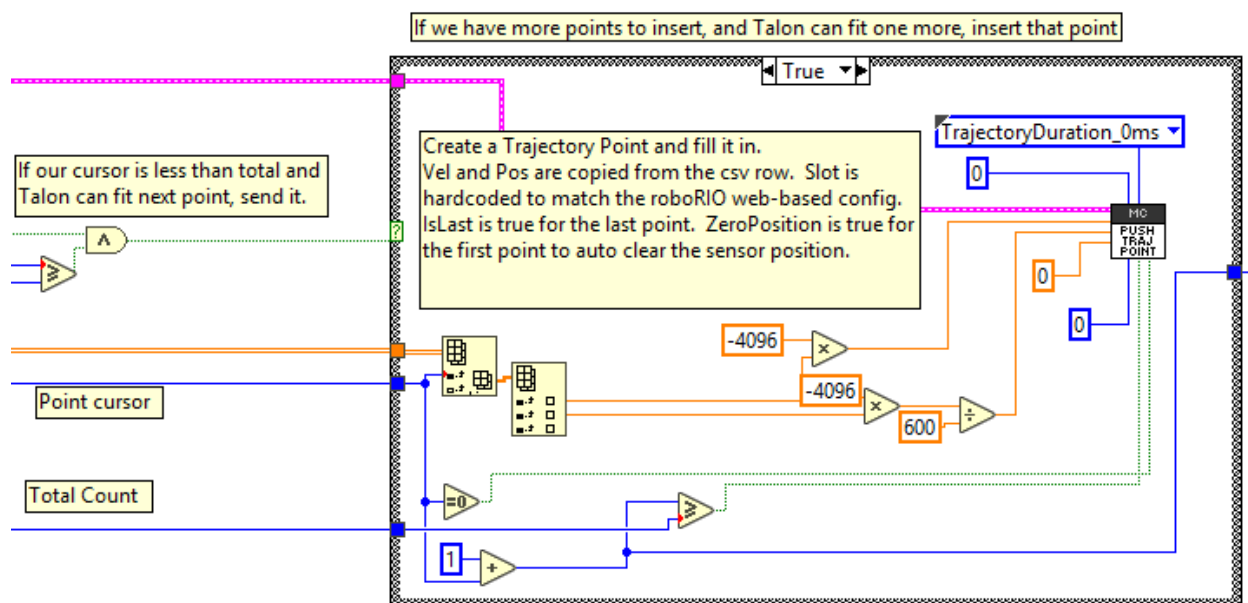 If we have more points to insert, and Talon can fit one more, insert that point
True
TrajectoryDuration_0ms
Create a Trajectory Point and fill it in.
Vel and Pos are copied from the csv row.  Slot is
hardcoded to match the roboRIO web-based config.
IsLast is true for the last point.  ZeroPosition is true for
the first point to auto clear the sensor position.
If our cursor is less than total and
Talon can fit next point, send it.
0
MC
PUSH
TRAJ
POINT
?
0
0
-4096
-4096
600
Point cursor
Total Count
=0
1